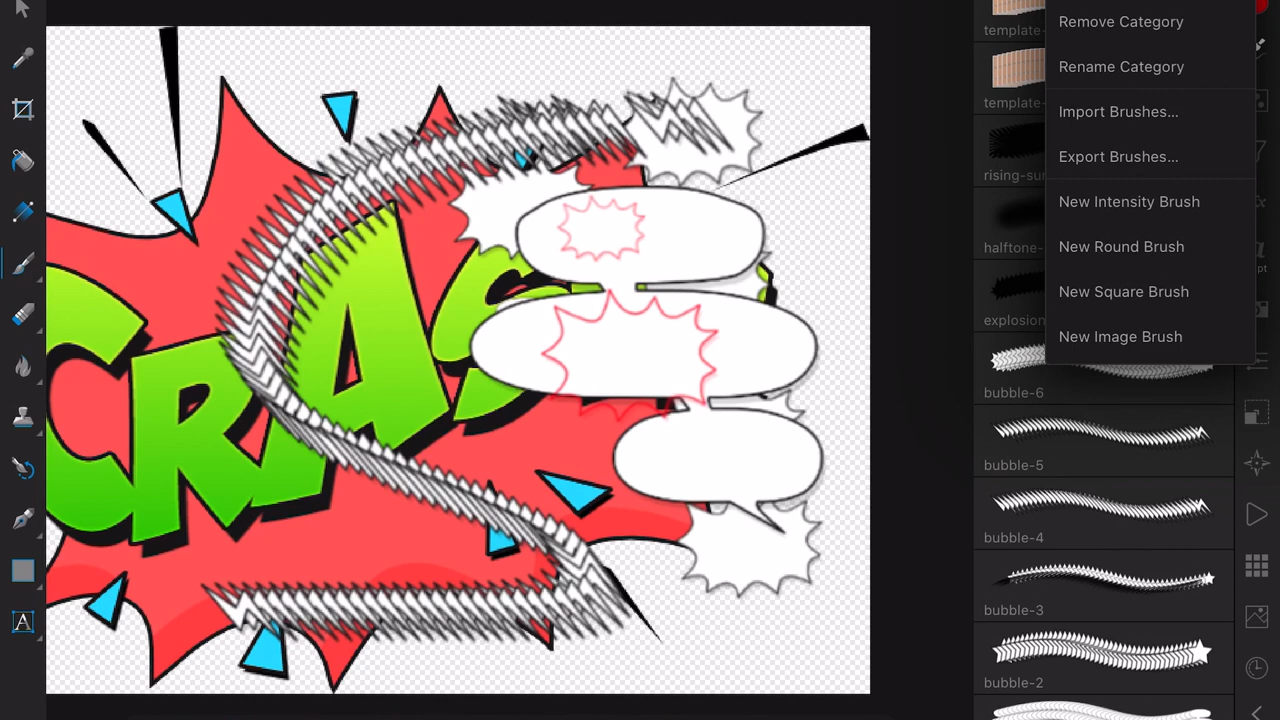 CRAS
template-
template-
rising-su
halftone-
explosion
bubble-6
bubble-5
bubble-4
bubble-3
bubble-2
Remove Category
Rename Category
Import Brushes...
Export Brushes...
New Intensity Brush
New Round Brush
New Square Brush
New Image Brush
A